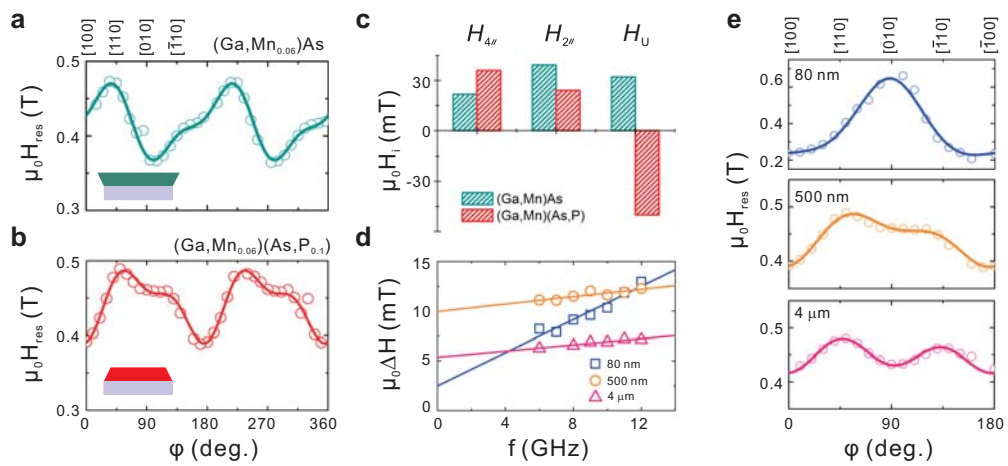 a
[100]
[110]
[010]
[1̄10]
(Ga,Mn0.06)As
0.5
0.4
0.3
μ0Hres (T)
b
(Ga,Mn0.06)(As,P0.1)
0.5
0.4
0.3
μ0Hres (T)
0 90 180 270 360
φ (deg.)
c
H4// H2// HU
30
0
-30
μ0Hi (mT)
(Ga,Mn)As
(Ga,Mn)(As,P)
d
15
10
5
0
μ0ΔH (mT)
80 nm
500 nm
4 μm
0 4 8 12
f (GHz)
e
[100]
[110]
[010]
[1̄10]
[1̄00]
80 nm
0.6
0.4
0.2
500 nm
0.5
0.4
μ0Hres (T)
4 μm
0.5
0.4
0 90 180
φ (deg.)